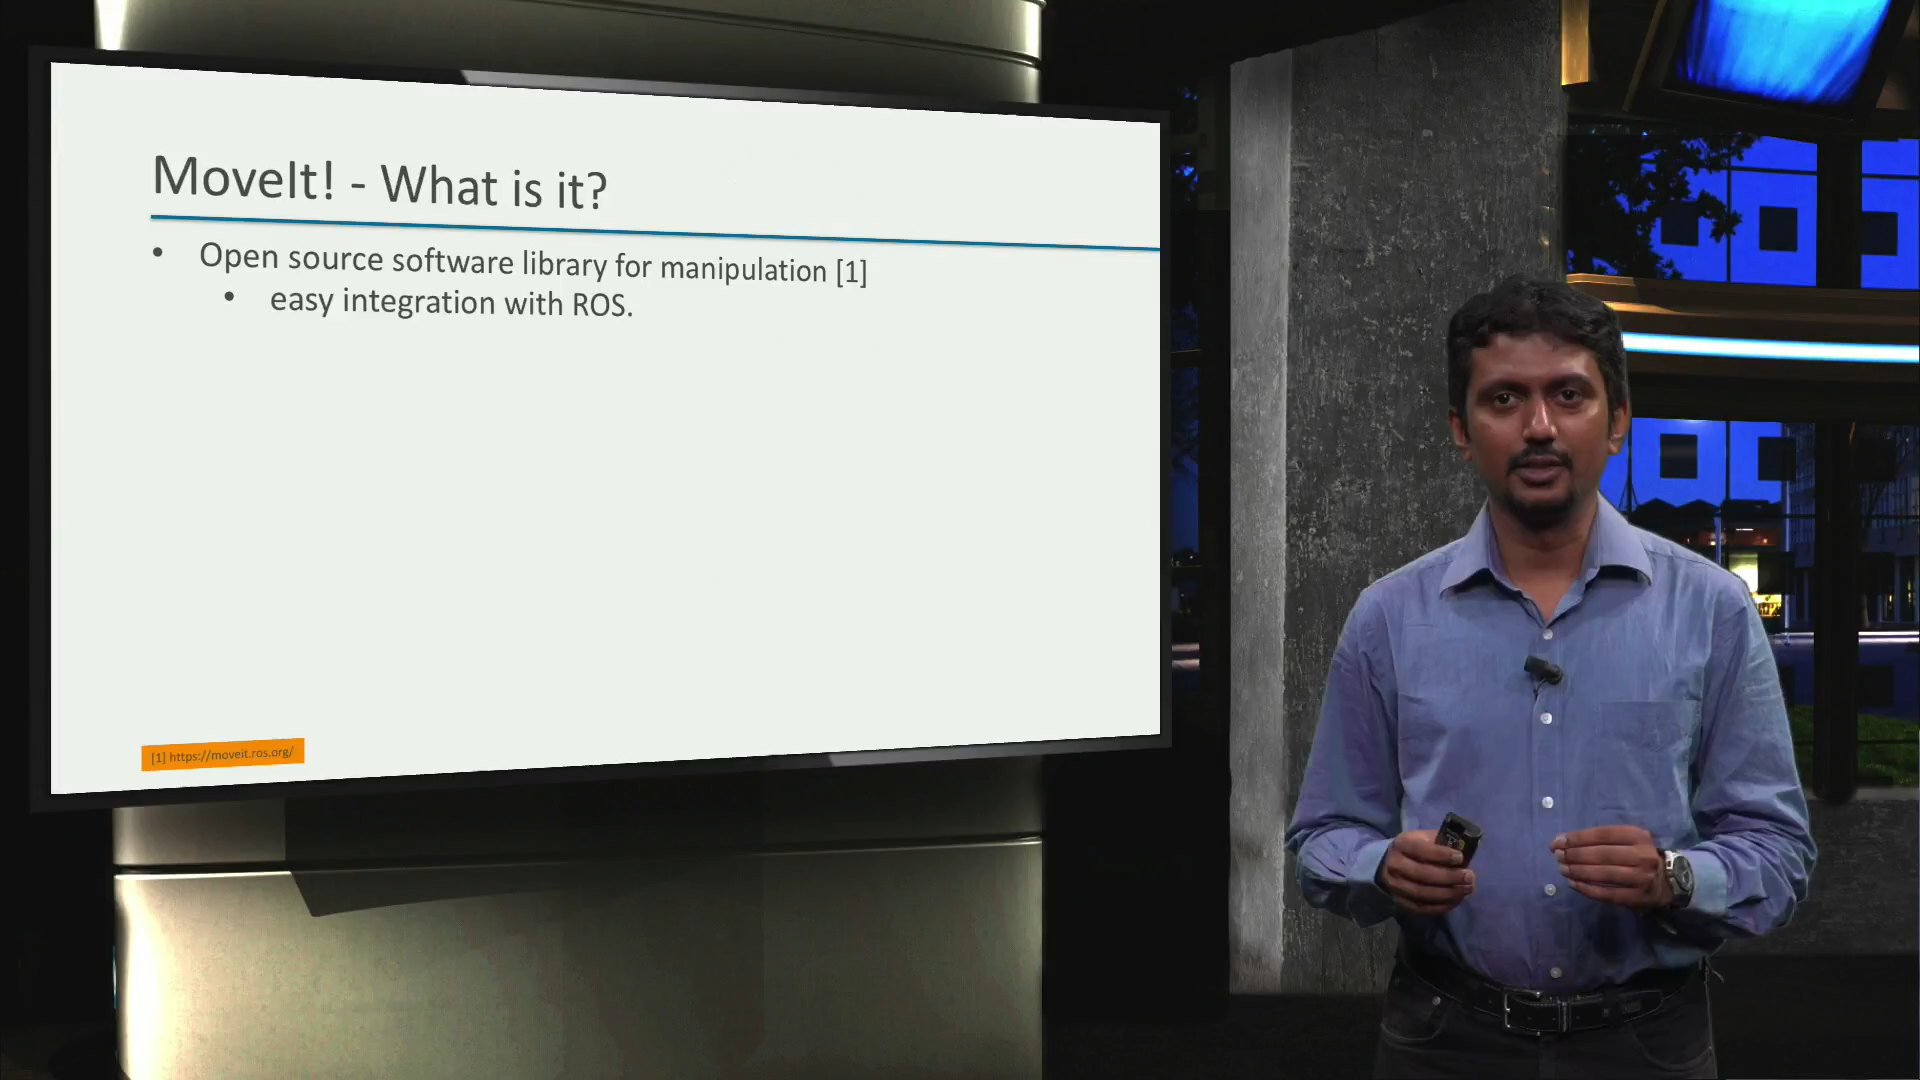 MoveIt! - What is it?
• Open source software library for manipulation [1]
• easy integration with ROS.
[1] https://moveit.ros.org/